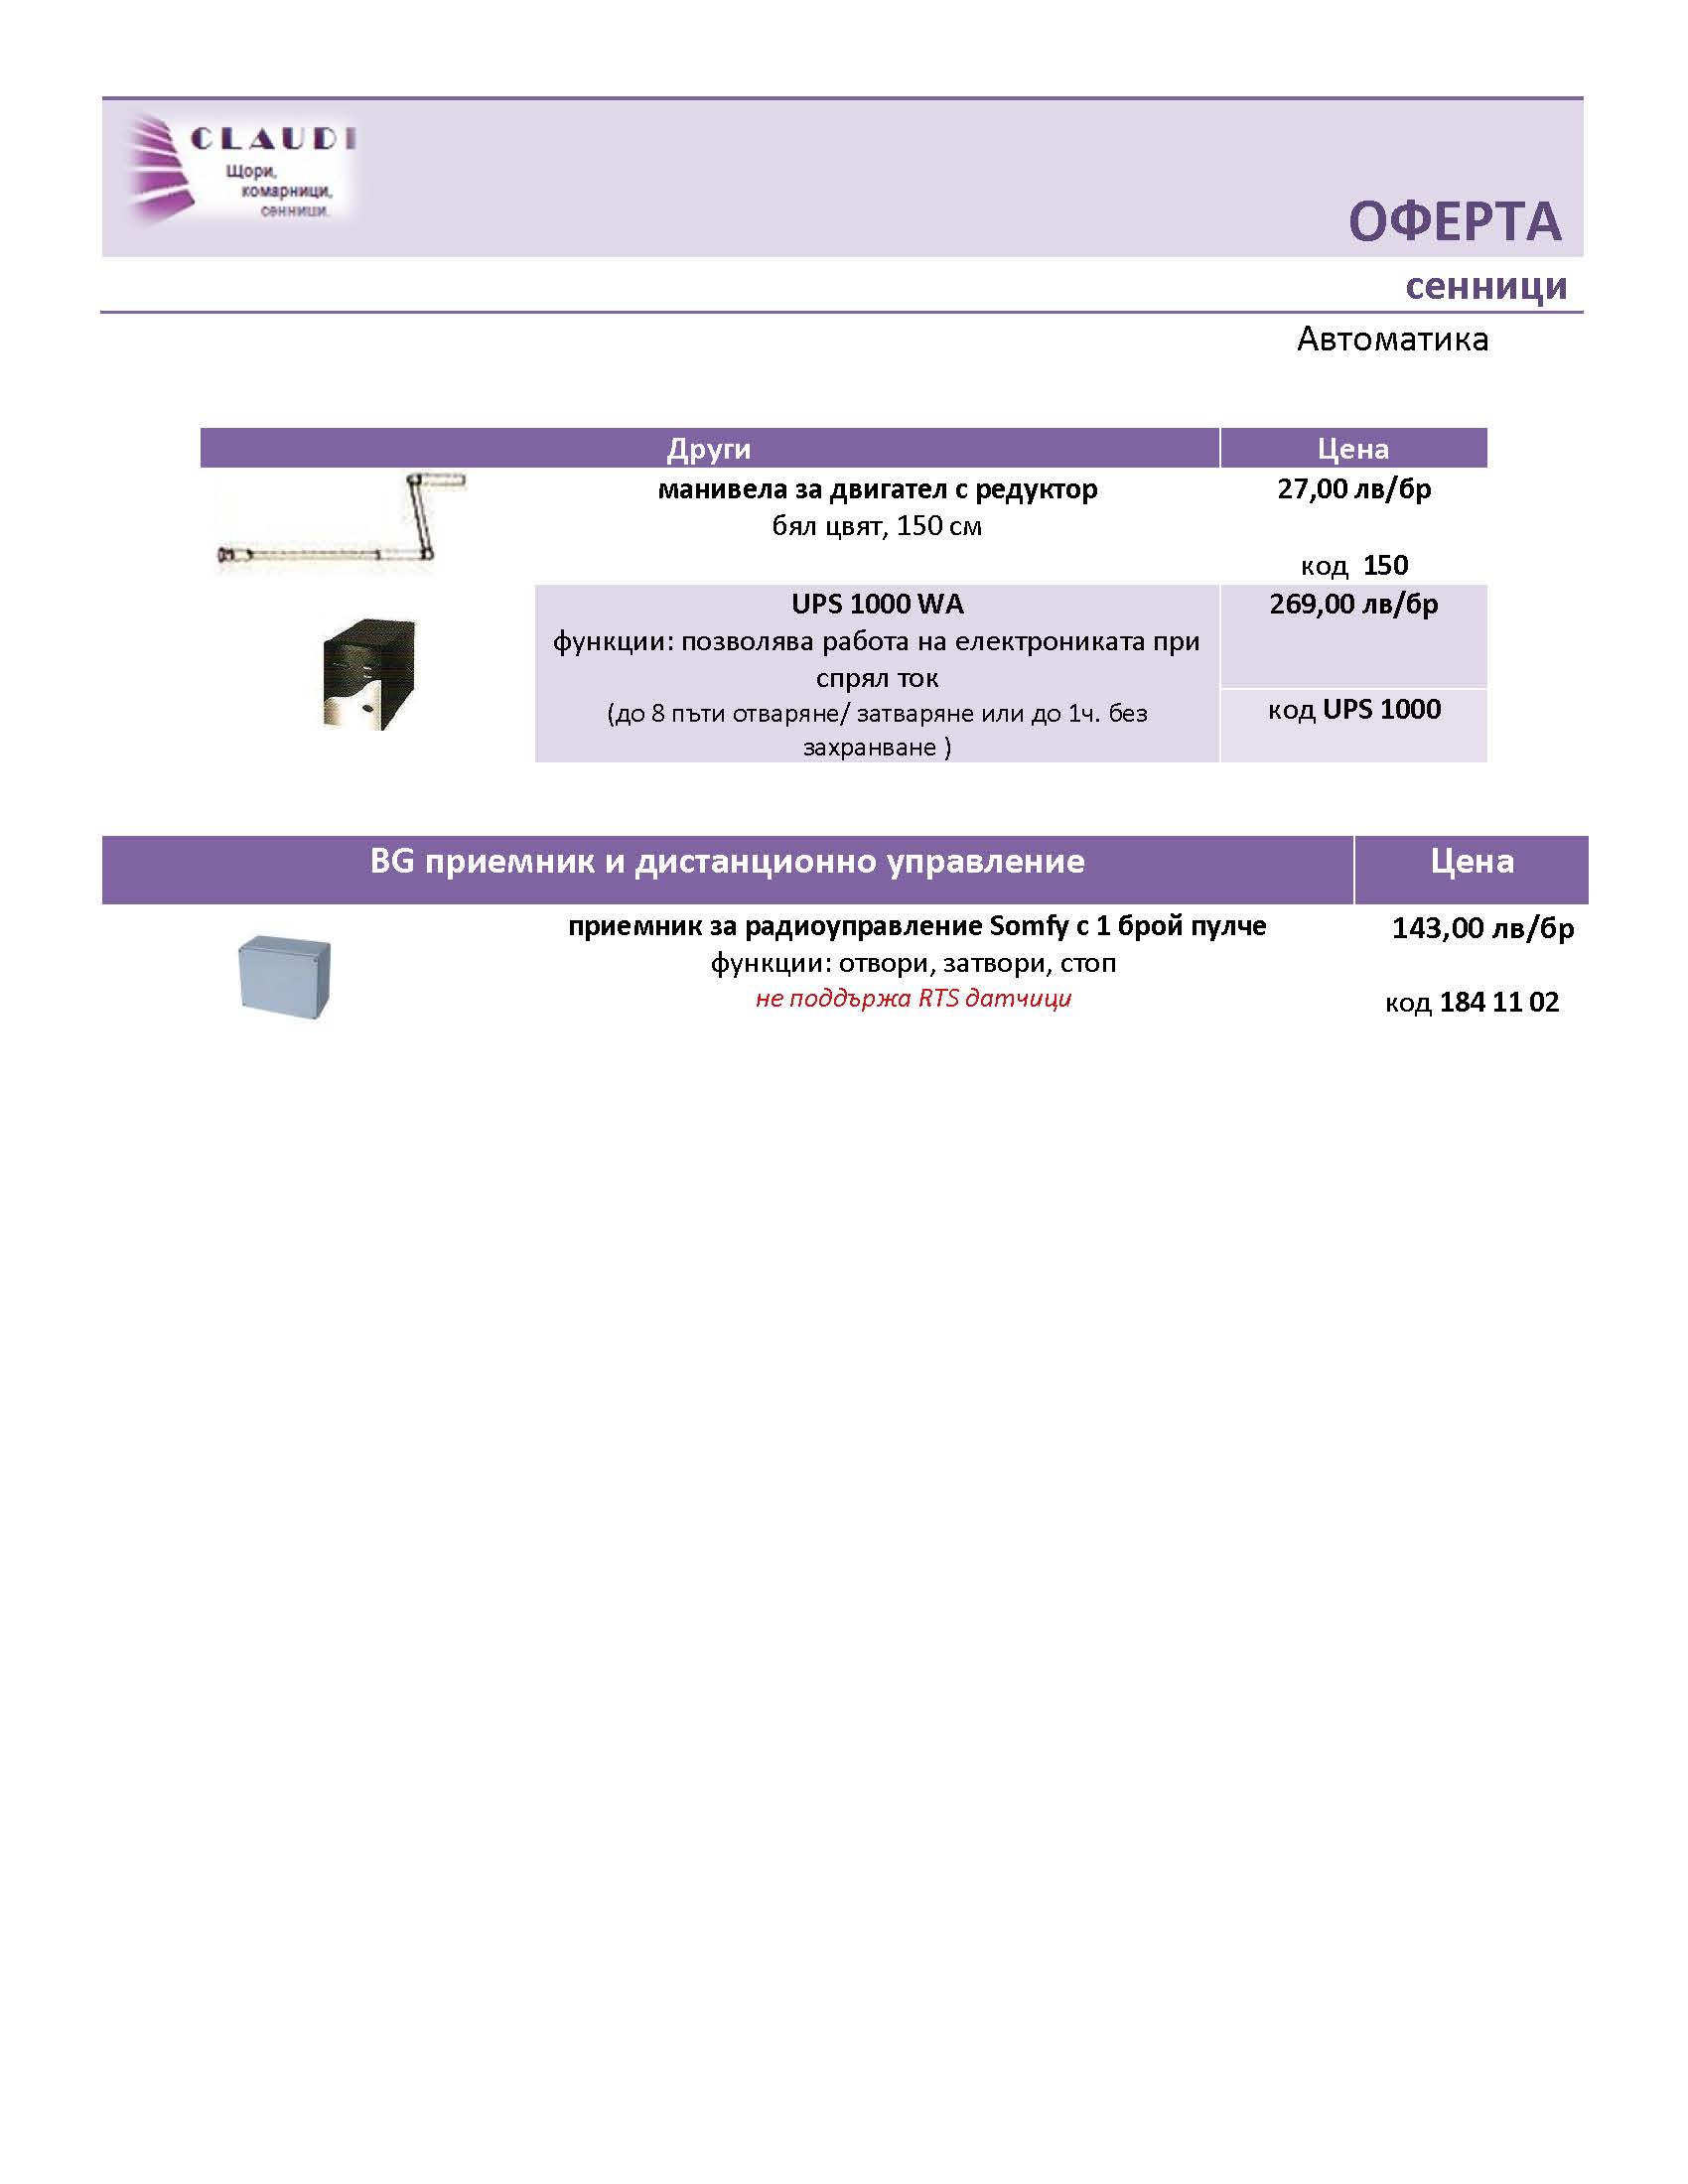 CLAUDI
Щори,
комарници,
сенници.
ОФЕРТА
сенници
Автоматика
Други Цена
манивела за двигател с редуктор 27,00 лв/бр
бял цвят, 150 см
код 150
UPS 1000 WA 269,00 лв/бр
функции: позволява работа на електрониката при
спрял ток
(до 8 пъти отваряне/ затваряне или до 1ч. без код UPS 1000
захранване )
BG приемник и дистанционно управление Цена
приемник за радиоуправление Somfy с 1 брой пулче 143,00 лв/бр
функции: отвори, затвори, стоп
не поддържа RTS датчици код 184 11 02